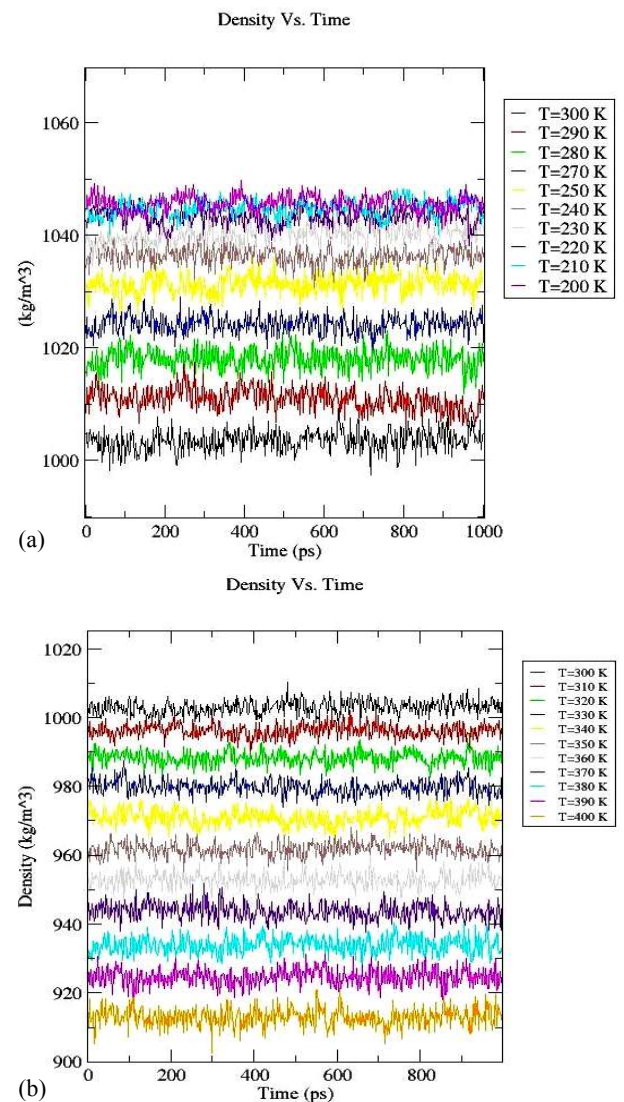 Density Vs. Time
1060
1040
1020
1000
(kg/m^3)
0 200 400 600 800 1000
Time (ps)
T=300 K
T=290 K
T=280 K
T=270 K
T=250 K
T=240 K
T=230 K
T=220 K
T=210 K
T=200 K
(a)
Density Vs. Time
1020
1000
980
960
940
920
900
Density (kg/m^3)
0 200 400 600 800
Time (ps)
T=300 K
T=310 K
T=320 K
T=330 K
T=340 K
T=350 K
T=360 K
T=370 K
T=380 K
T=390 K
T=400 K
(b)